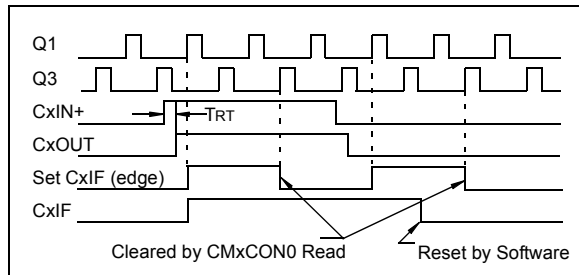 Q1
Q3
CxIN+
TRT
CxOUT
Set CxIF (edge)
CxIF
Cleared by CMxCON0 Read
Reset by Software